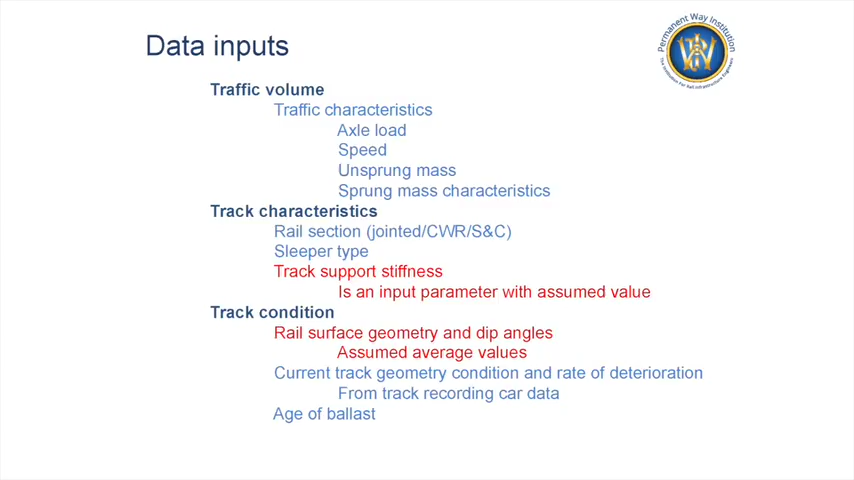 Data inputs
Permanent Way Institution
The Institution For Rail Infrastructure Engineers
Traffic volume
Traffic characteristics
Axle load
Speed
Unsprung mass
Sprung mass characteristics
Track characteristics
Rail section (jointed/CWR/S&C)
Sleeper type
Track support stiffness
Is an input parameter with assumed value
Track condition
Rail surface geometry and dip angles
Assumed average values
Current track geometry condition and rate of deterioration
From track recording car data
Age of ballast